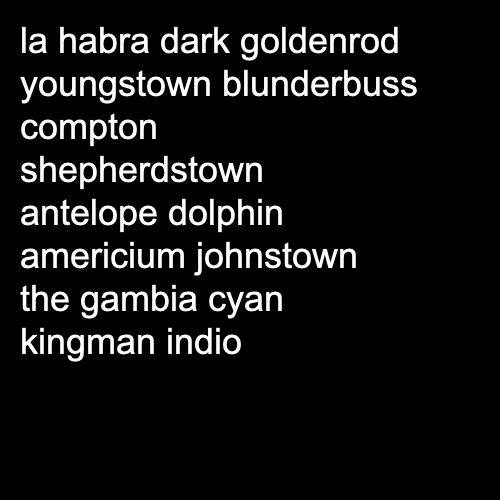 la habra dark goldenrod
youngstown blunderbuss
compton
shepherdstown
antelope dolphin
americium johnstown
the gambia cyan
kingman indio